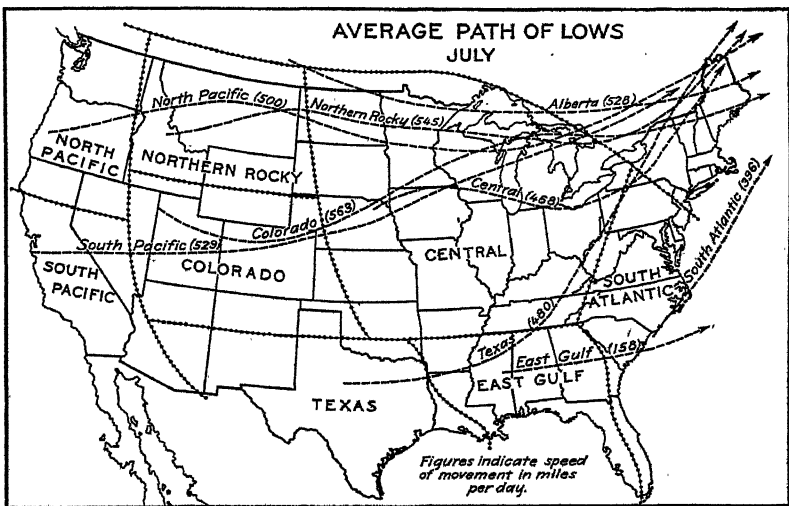 AVERAGE PATH OF LOWS
JULY
North Pacific (500)
Northern Rocky (545)
Alberta (528)
NORTH
PACIFIC
NORTHERN ROCKY
Central (468)
Colorado (563)
South Pacific (529)
SOUTH
PACIFIC
COLORADO
CENTRAL
SOUTH
ATLANTIC
South Atlantic (396)
Texas (480)
East Gulf (158)
EAST GULF
TEXAS
Figures indicate speed
of movement in miles
per day.